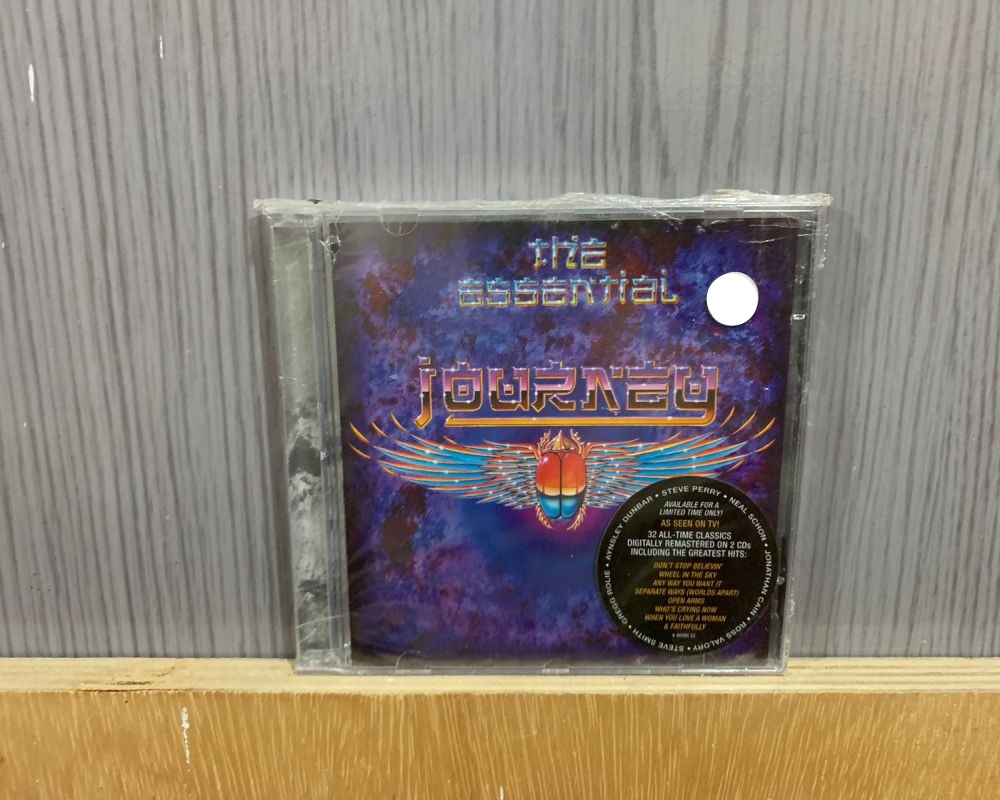 the
essential
journey
AYNSLEY DUNBAR • STEVE PERRY • NEAL SCHON • JONATHAN CAIN • ROSS VALORY • STEVE SMITH • GREGG ROLIE •
AVAILABLE FOR A
LIMITED TIME ONLY!
AS SEEN ON TV!
32 ALL-TIME CLASSICS
DIGITALLY REMASTERED ON 2 CDs
INCLUDING THE GREATEST HITS:
DON'T STOP BELIEVIN'
WHEEL IN THE SKY
ANY WAY YOU WANT IT
SEPARATE WAYS (WORLDS APART)
OPEN ARMS
WHO'S CRYING NOW
WHEN YOU LOVE A WOMAN
& FAITHFULLY